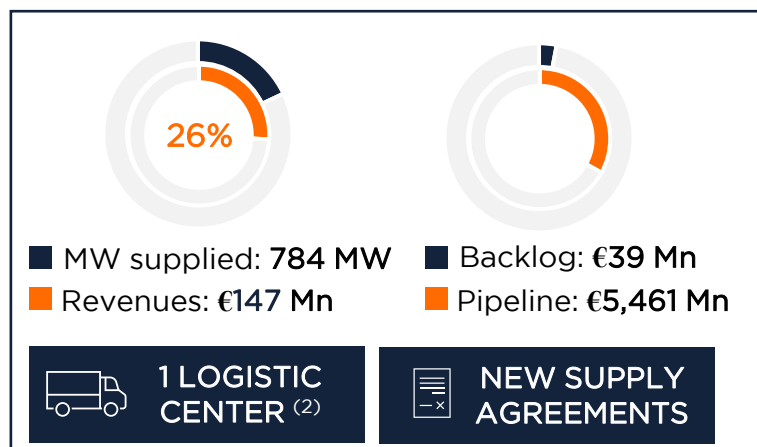 26%
MW supplied: 784 MW
Revenues: €147 Mn
Backlog: €39 Mn
Pipeline: €5,461 Mn
1 LOGISTIC
CENTER (2)
NEW SUPPLY
AGREEMENTS